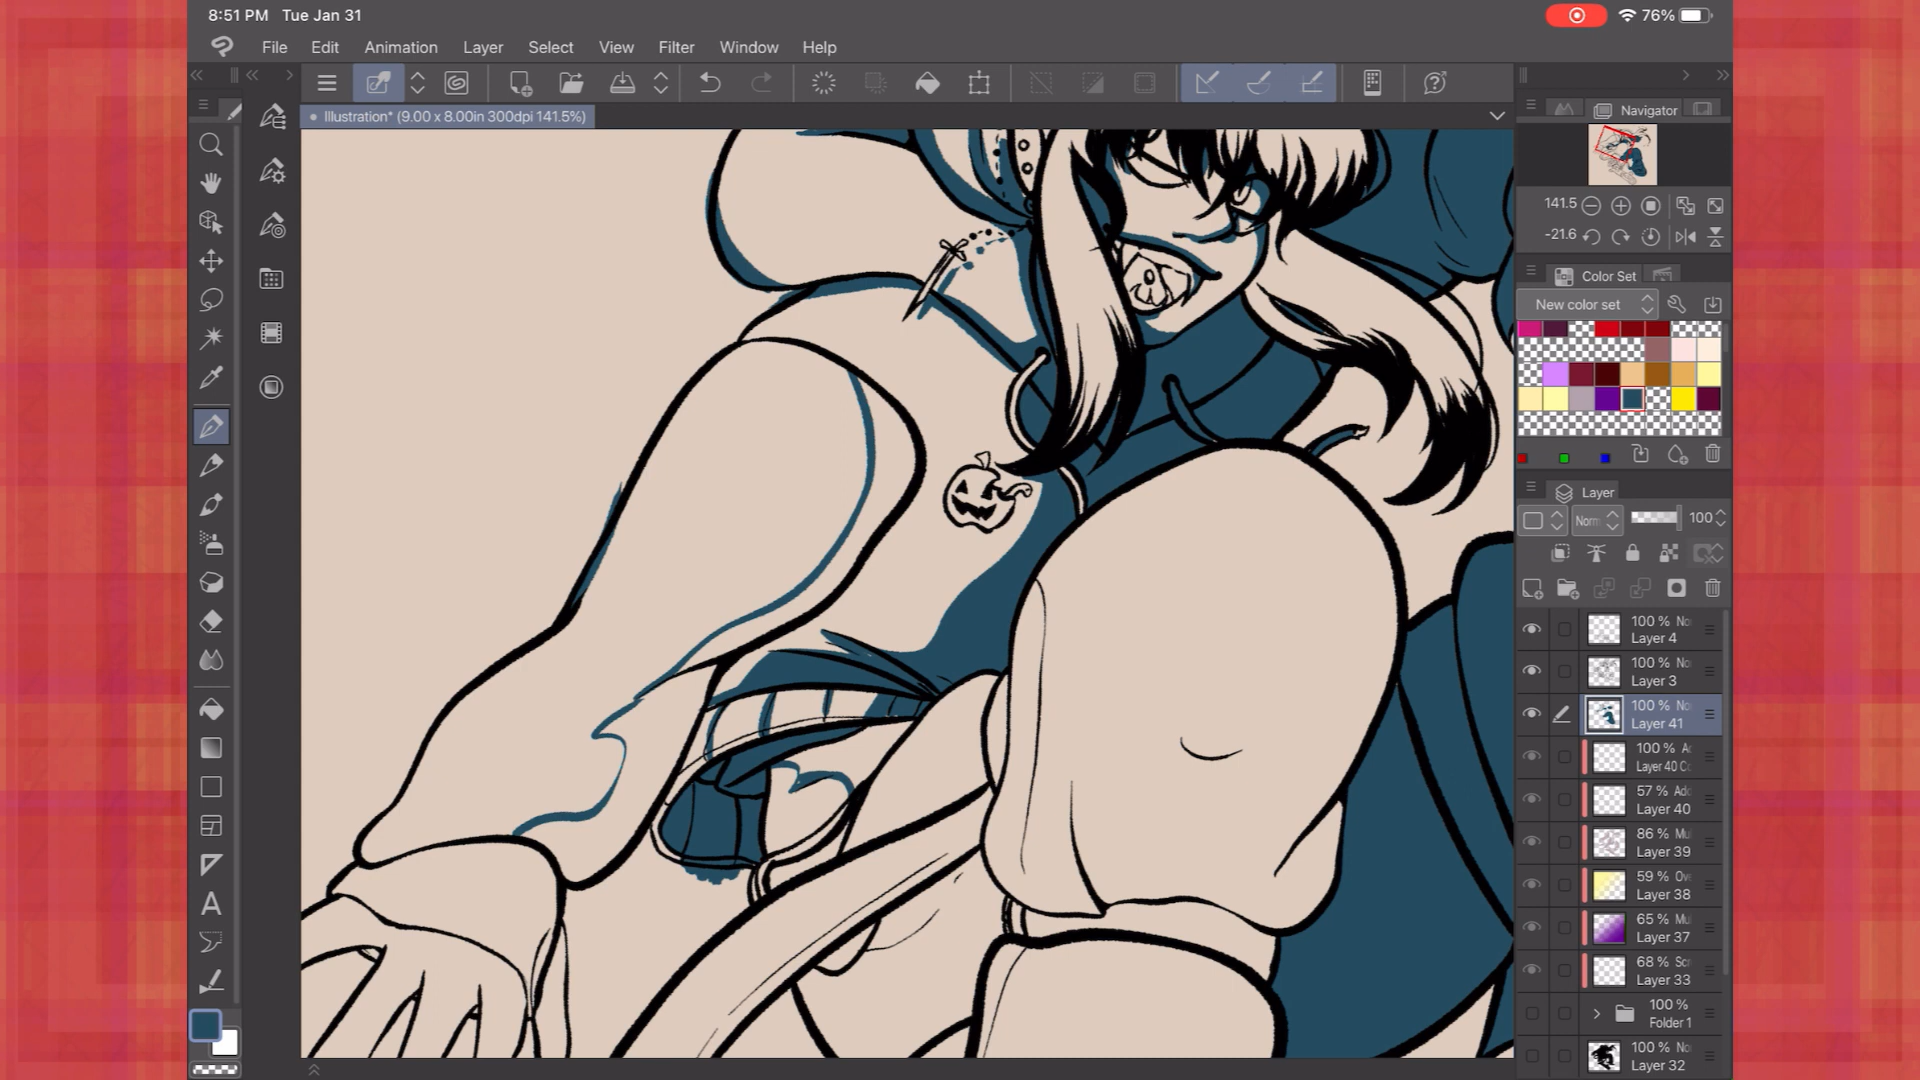 8:51 PM Tue Jan 31
76%
File Edit Animation Layer Select View Filter Window Help
Illustration* (9.00 x 8.00in 300dpi 141.5%)
Navigator
141.5
-21.6
Color Set
New color set
Layer
Norm 100
100 % No
Layer 4
100 % No
Layer 3
100 % No
Layer 41
100 % Ad
Layer 40 Co
57 % Add
Layer 40
86 % Mu
Layer 39
59 % Ov
Layer 38
65 % Mu
Layer 37
68 % Scr
Layer 33
100 %
Folder 1
100 % No
Layer 32